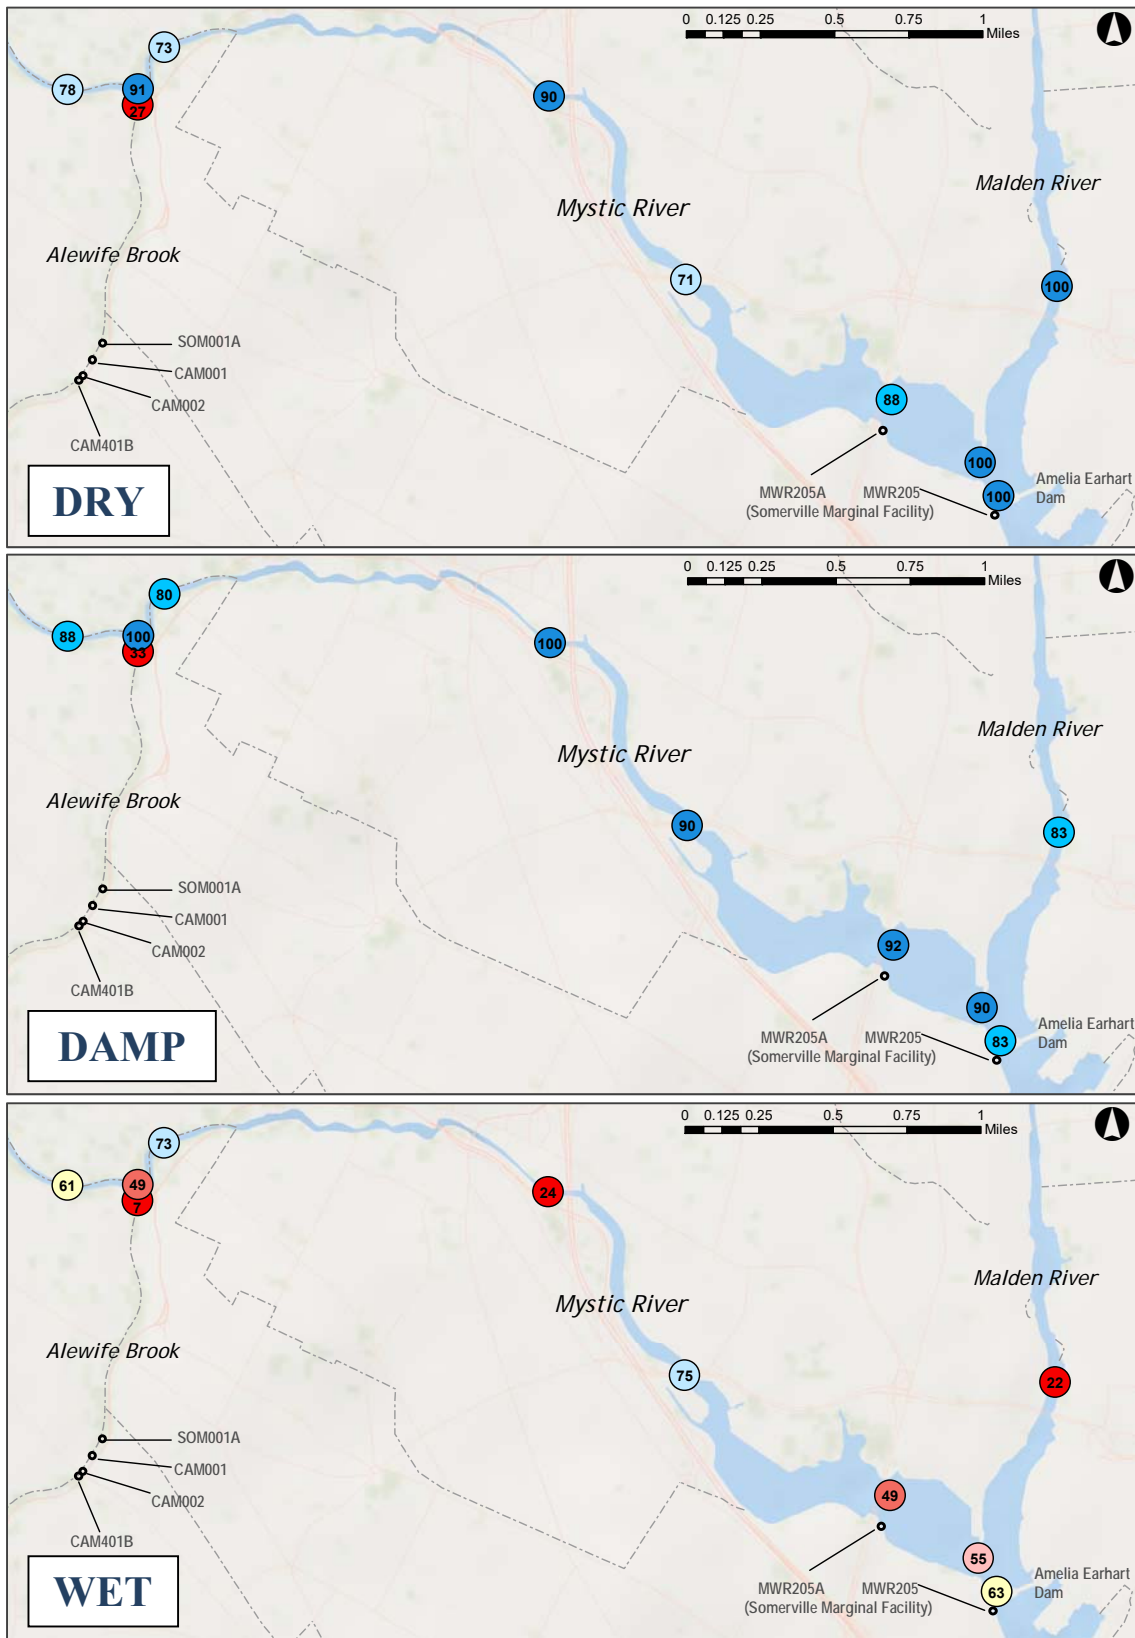 0 0.125 0.25 0.5 0.75 1
Miles
73
78
91
27
90
Malden River
Mystic River
Alewife Brook
71
100
SOM001A
CAM001
CAM002
CAM401B
88
100
MWR205A MWR205
(Somerville Marginal Facility)
100
Amelia Earhart
Dam
DRY
0 0.125 0.25 0.5 0.75 1
Miles
80
88
100
33
100
Malden River
Mystic River
Alewife Brook
90
83
SOM001A
CAM001
CAM002
CAM401B
92
90
MWR205A MWR205
(Somerville Marginal Facility)
83
Amelia Earhart
Dam
DAMP
0 0.125 0.25 0.5 0.75 1
Miles
73
61
49
7
24
Malden River
Mystic River
Alewife Brook
75
22
SOM001A
CAM001
CAM002
CAM401B
49
55
MWR205A MWR205
(Somerville Marginal Facility)
63
Amelia Earhart
Dam
WET